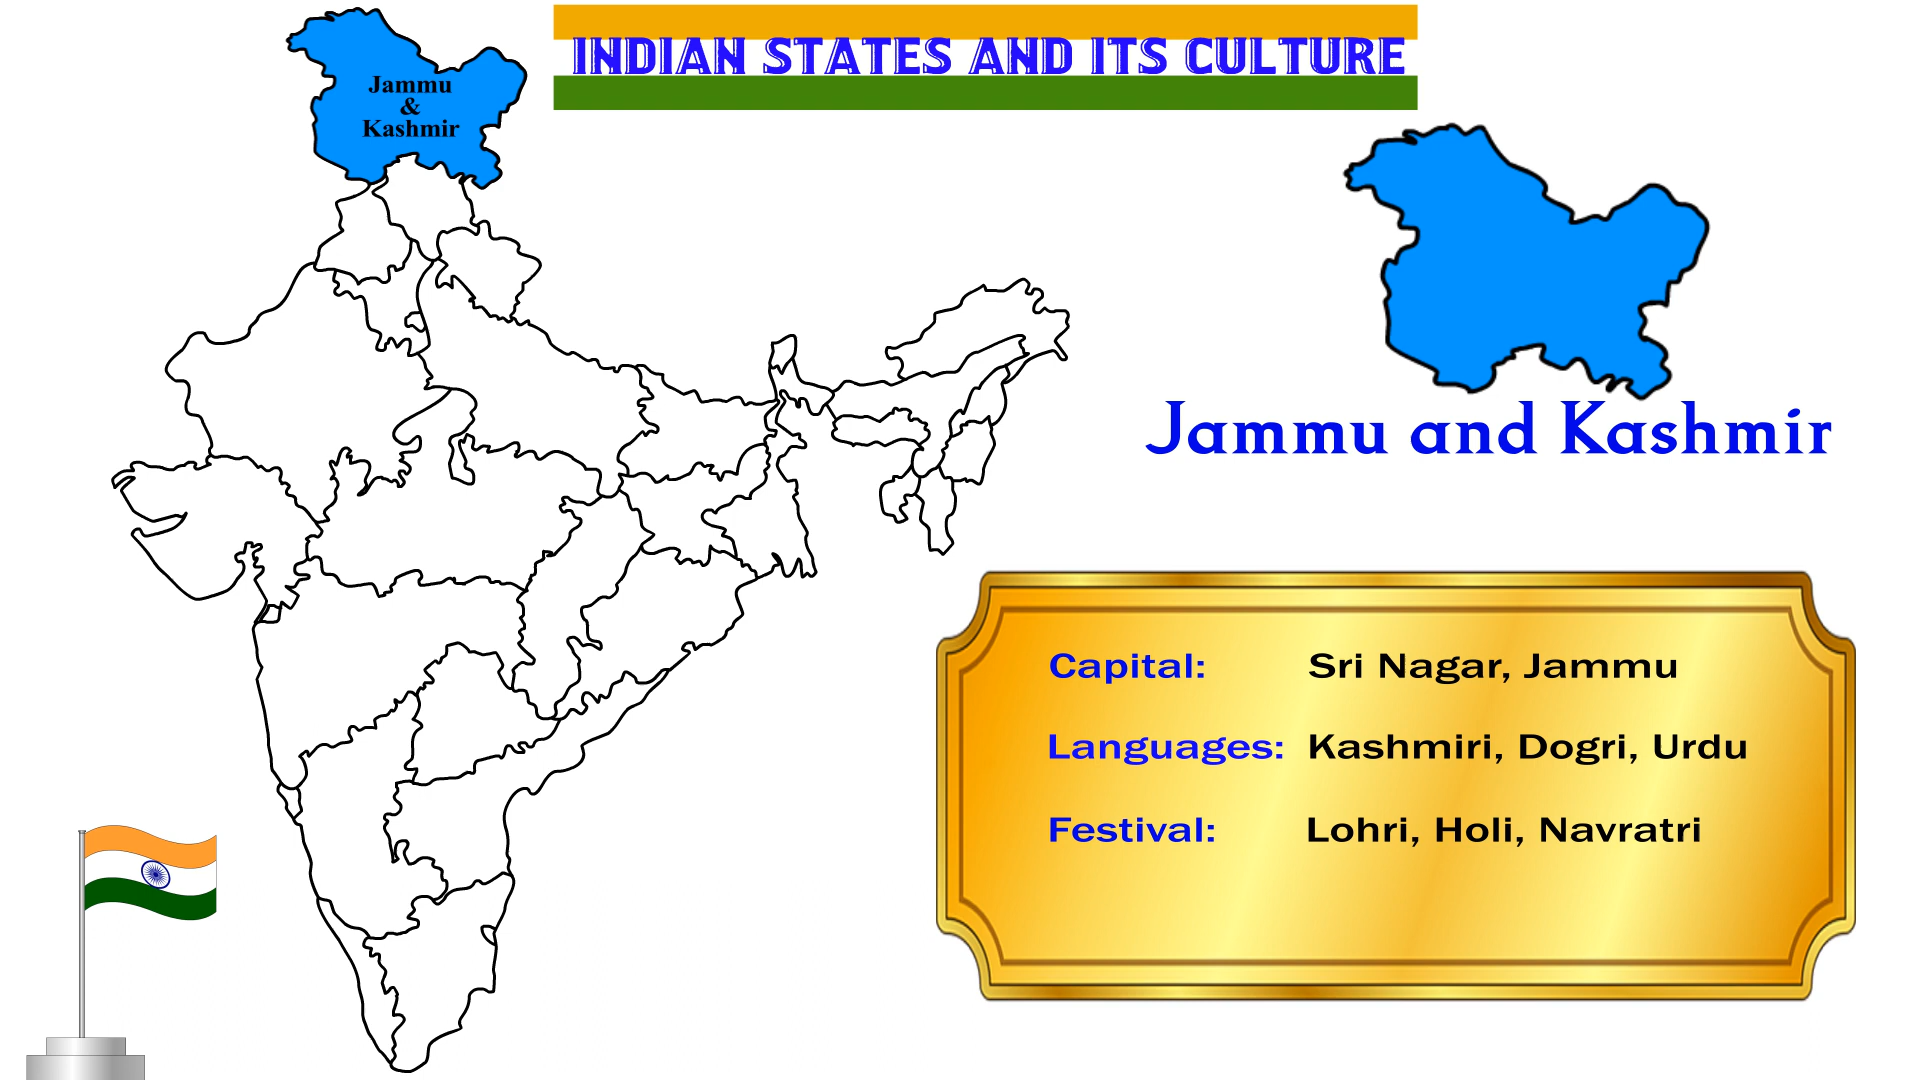 INDIAN STATES AND ITS CULTURE
Jammu
&
Kashmir
Jammu and Kashmir
Capital: Sri Nagar, Jammu
Languages: Kashmiri, Dogri, Urdu
Festival: Lohri, Holi, Navratri